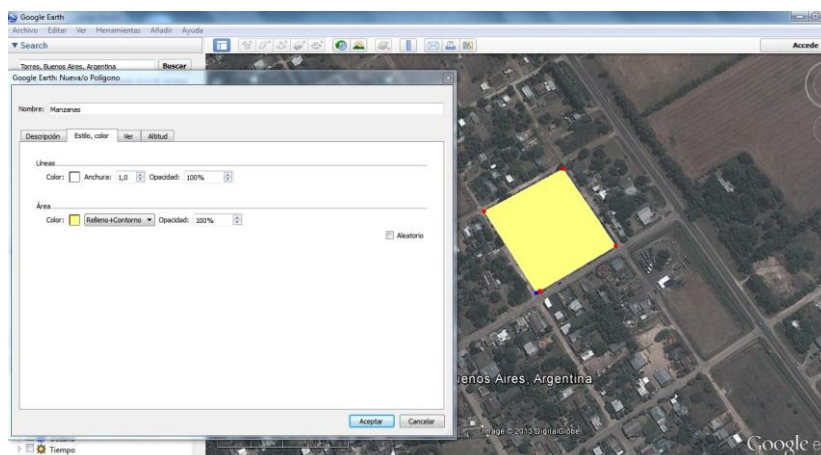 Google Earth
Archivo Editar Ver Herramientas Añadir Ayuda
Search
Accede
Torres, Buenos Aires, Argentina Buscar
Google Earth: Nueva/o Polígono
Nombre: Manzanas
Descripción Estilo, color Ver Altitud
Líneas
Color: Anchura: 1,0 Opacidad: 100%
Área
Color: Relleno+Contorno Opacidad: 100%
Aleatorio
enos Aires, Argentina
Aceptar Cancelar
Image © 2013 DigitalGlobe
Google e
Tiempo